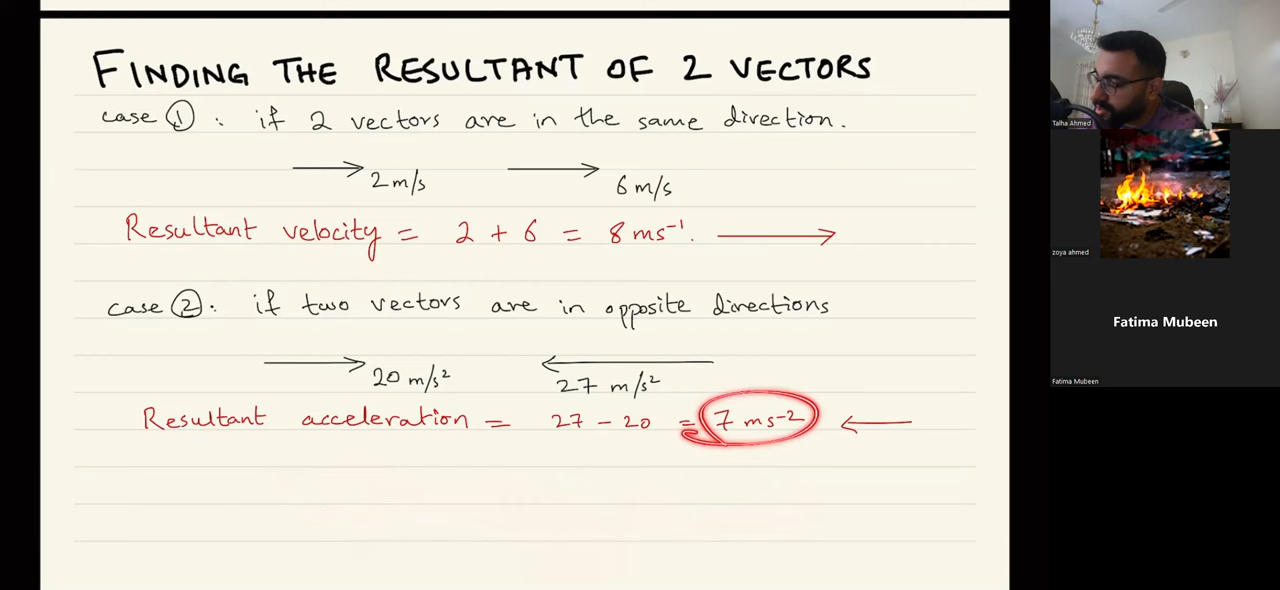 FINDING THE RESULTANT OF 2 VECTORS
case ①: if 2 vectors are in the same direction.
2 m/s 6 m/s
Resultant velocity = 2 + 6 = 8 ms⁻¹.
case ②: if two vectors are in opposite directions
20 m/s² 27 m/s²
Resultant acceleration = 27 - 20 = 7 ms⁻²
Talha Ahmed
zoya ahmed
Fatima Mubeen
Fatima Mubeen